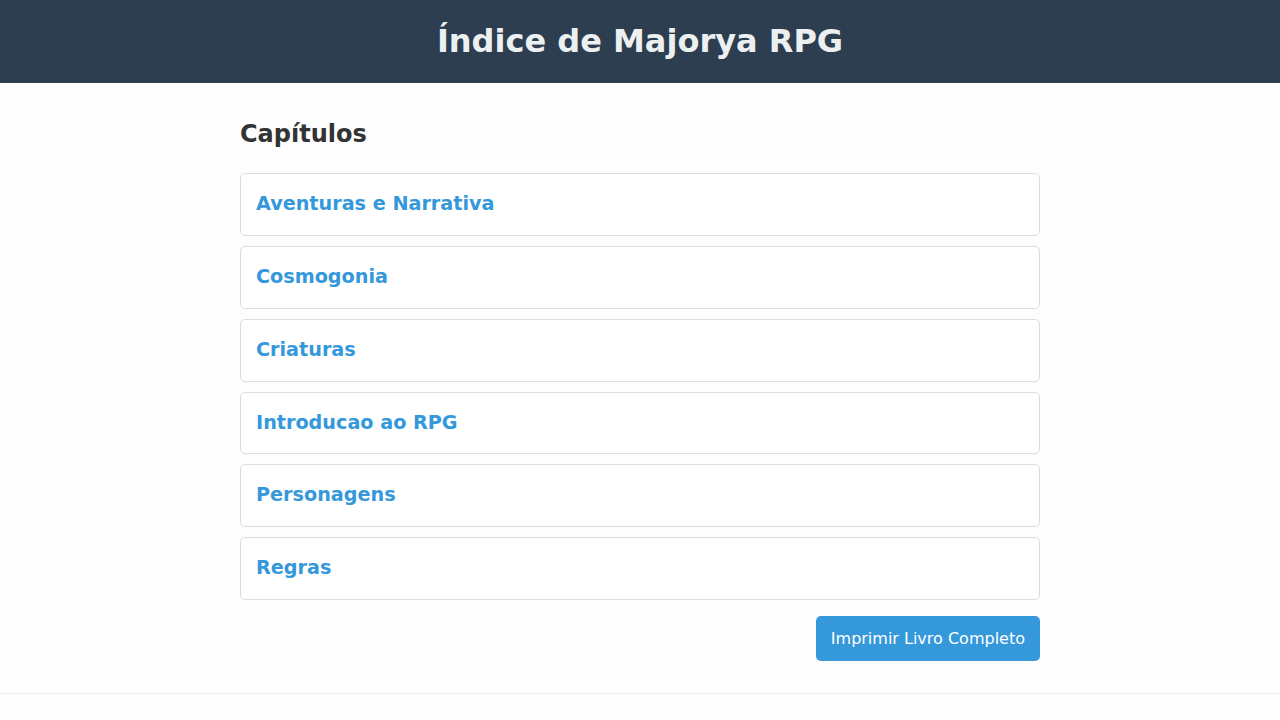 Índice de Majorya RPG
Capítulos
Aventuras e Narrativa
Cosmogonia
Criaturas
Introducao ao RPG
Personagens
Regras
Imprimir Livro Completo